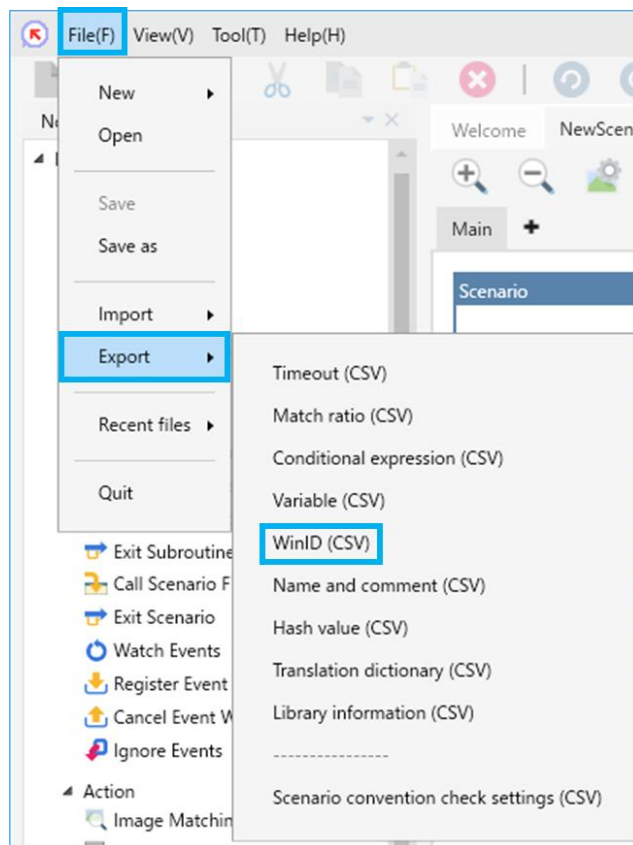 File(F) View(V) Tool(T) Help(H)
New
Open
Save
Save as
Import
Export
Recent files
Quit
Welcome NewScen
Main
Scenario
Timeout (CSV)
Match ratio (CSV)
Conditional expression (CSV)
Variable (CSV)
WinID (CSV)
Name and comment (CSV)
Hash value (CSV)
Translation dictionary (CSV)
Library information (CSV)
----------------
Scenario convention check settings (CSV)
Exit Subroutine
Call Scenario F
Exit Scenario
Watch Events
Register Event
Cancel Event W
Ignore Events
Action
Image Matchin